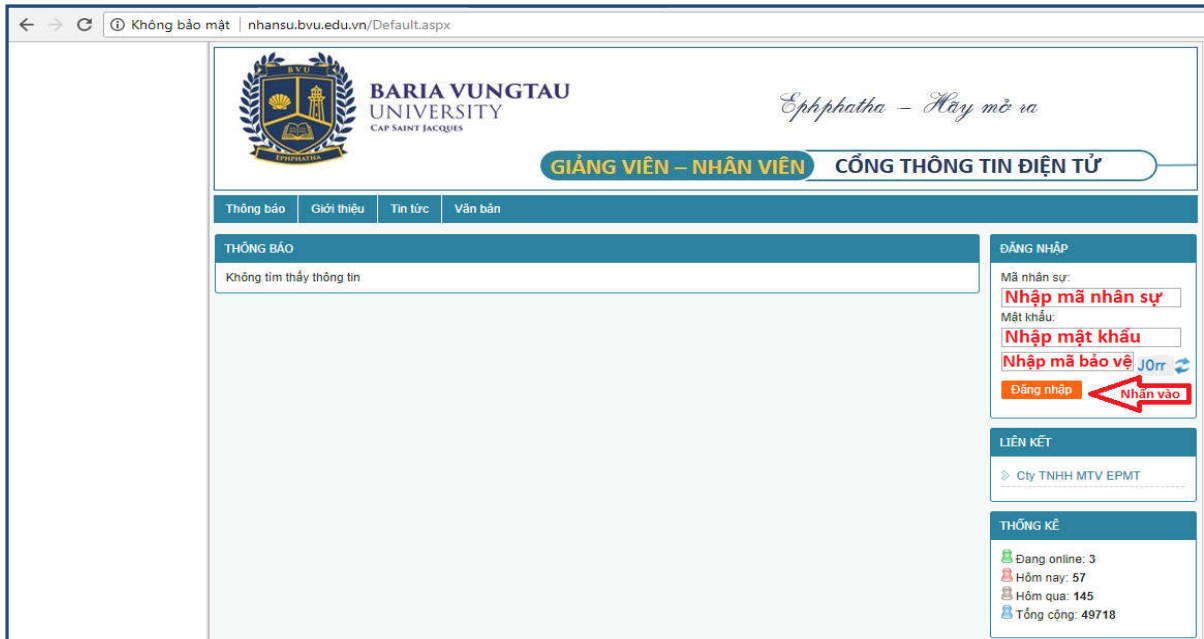 Không bảo mật | nhansu.bvu.edu.vn/Default.aspx
BVU
EPHPHATHA
BARIA VUNGTAU
UNIVERSITY
CAP SAINT JACQUES
Ephphatha – Hãy mở ra
GIẢNG VIÊN – NHÂN VIÊN CỔNG THÔNG TIN ĐIỆN TỬ
Thông báo Giới thiệu Tin tức Văn bản
THÔNG BÁO
Không tìm thấy thông tin
ĐĂNG NHẬP
Mã nhân sự:
Nhập mã nhân sự
Mật khẩu:
Nhập mật khẩu
Nhập mã bảo vệ J0rr
Đăng nhập Nhấn vào
LIÊN KẾT
Cty TNHH MTV EPMT
THỐNG KÊ
Đang online: 3
Hôm nay: 57
Hôm qua: 145
Tổng cộng: 49718